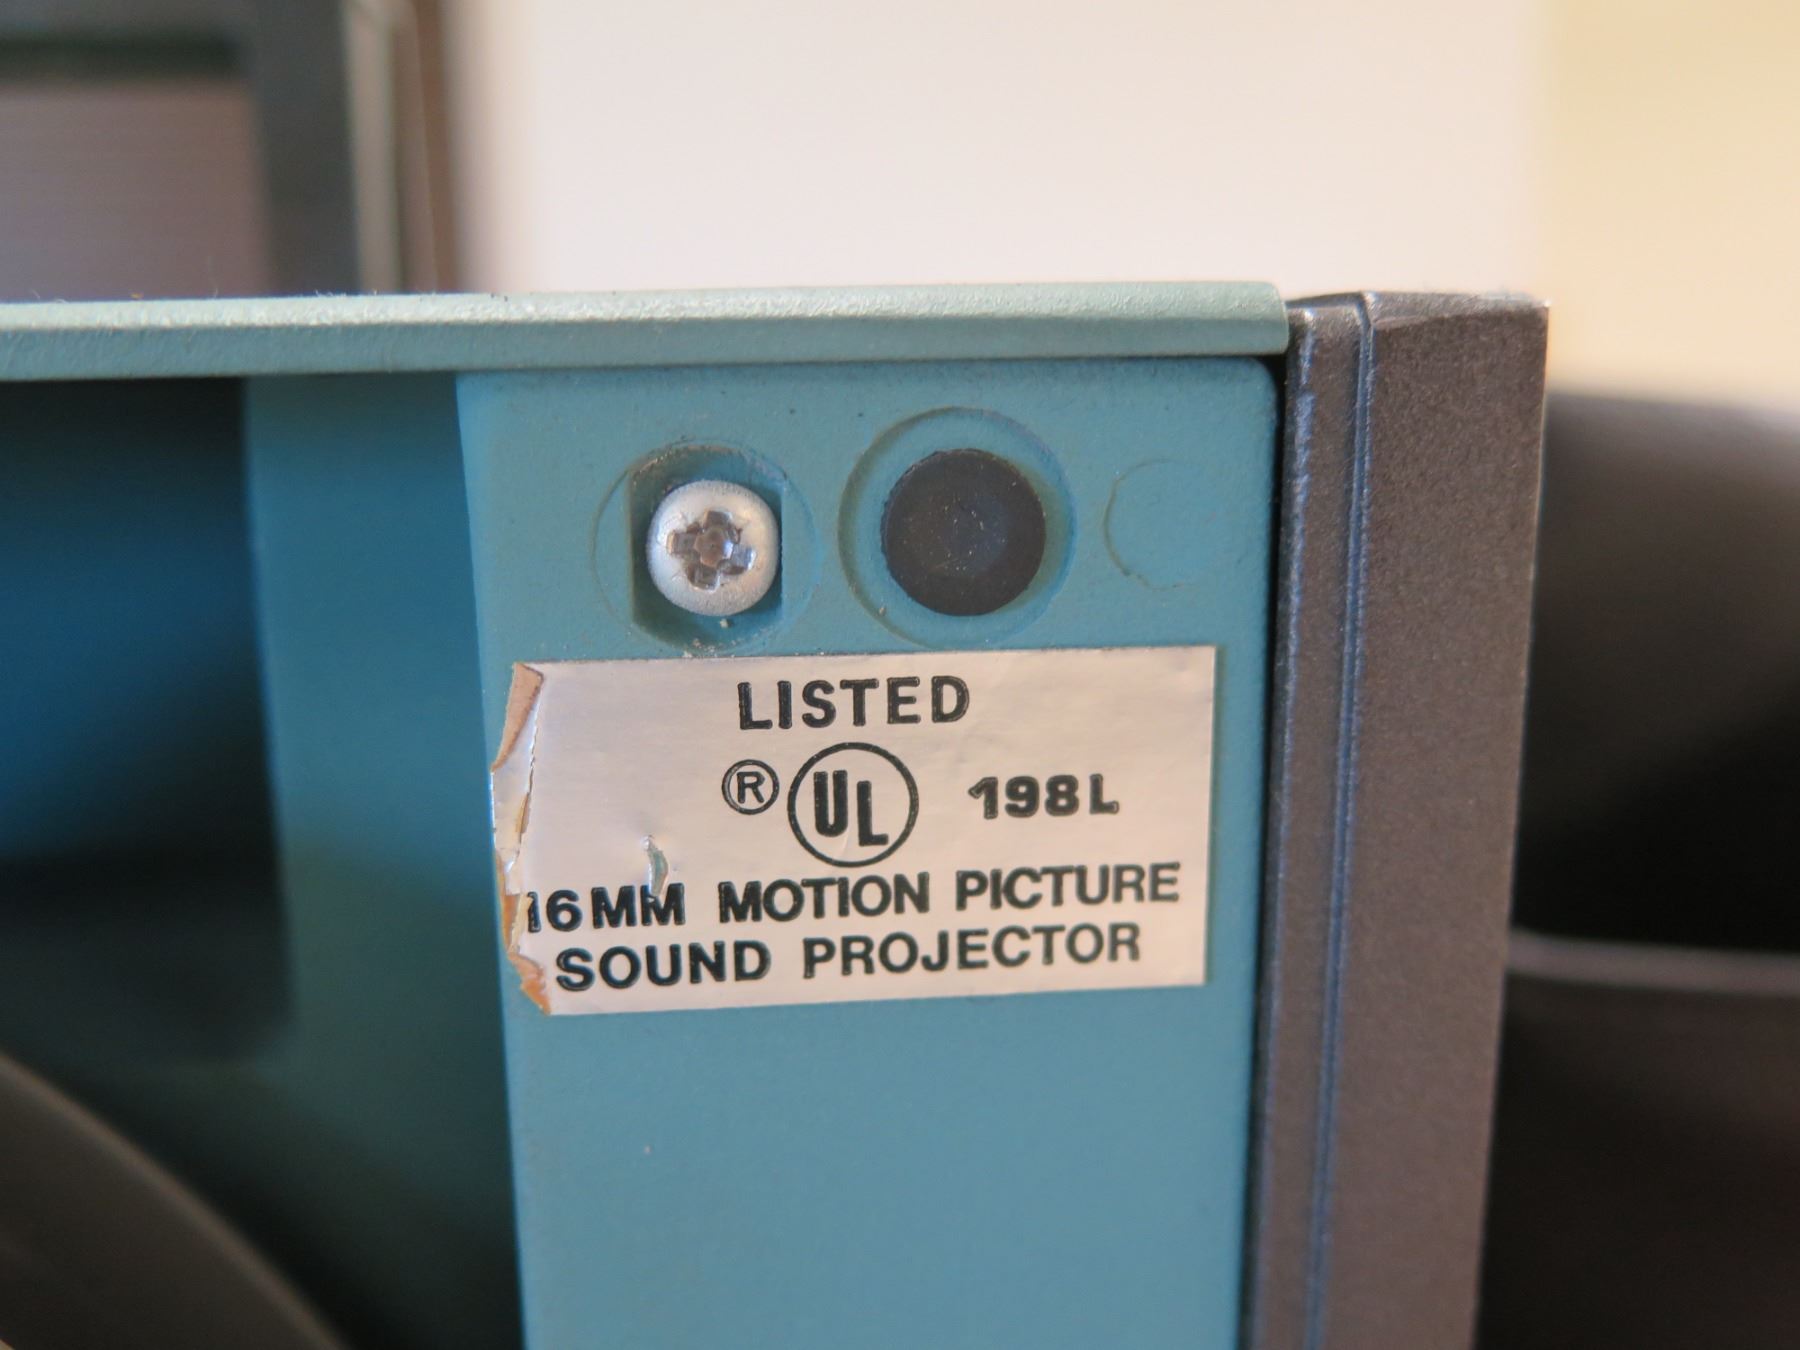 LISTED
® UL 198L
16MM MOTION PICTURE
SOUND PROJECTOR